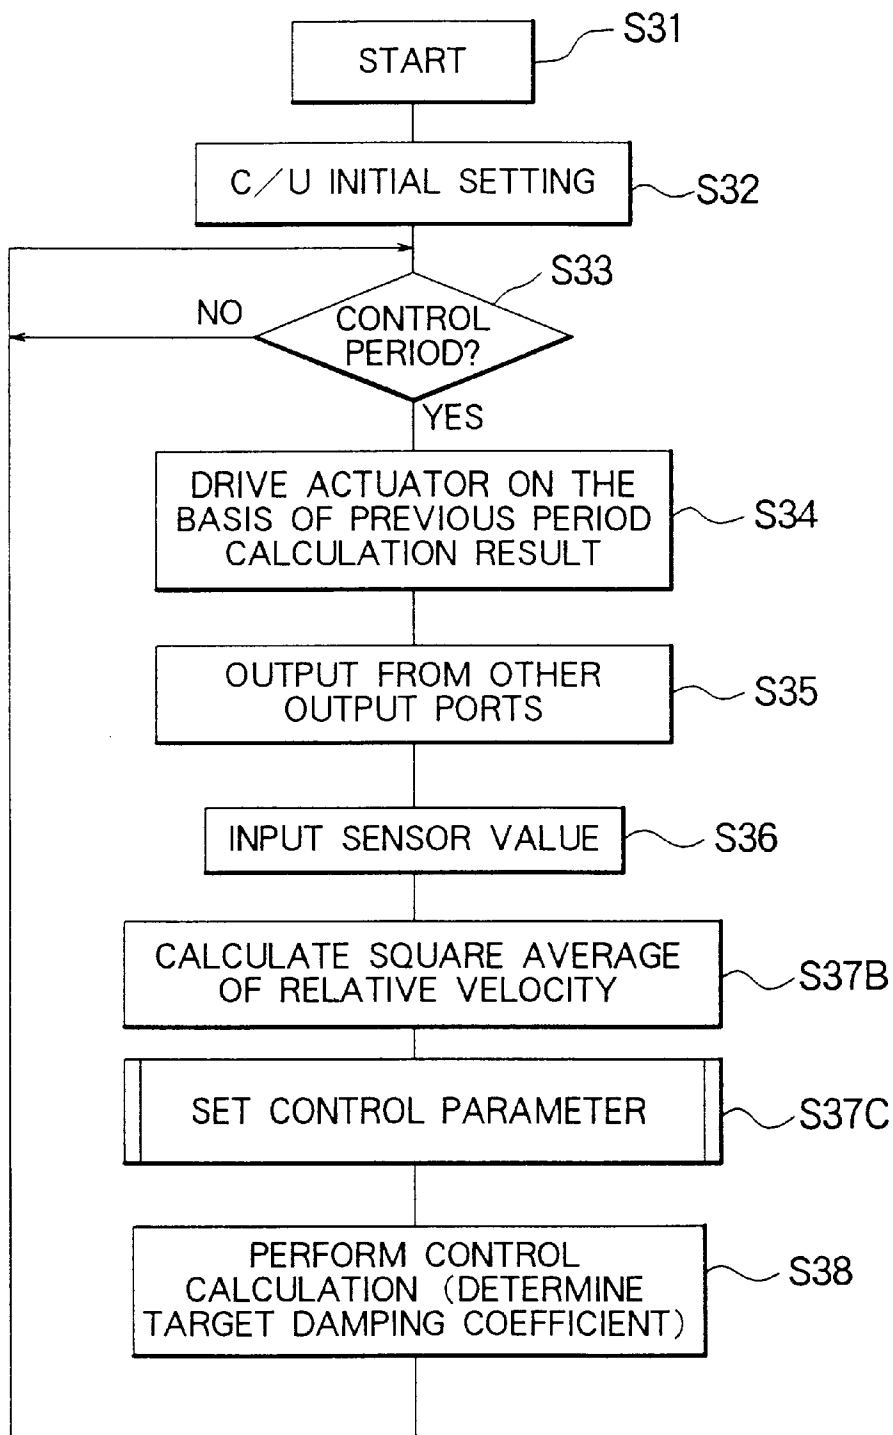 S31
START
C/U INITIAL SETTING
S32
S33
NO
CONTROL
PERIOD?
YES
DRIVE ACTUATOR ON THE
BASIS OF PREVIOUS PERIOD
CALCULATION RESULT
S34
OUTPUT FROM OTHER
OUTPUT PORTS
S35
INPUT SENSOR VALUE
S36
CALCULATE SQUARE AVERAGE
OF RELATIVE VELOCITY
S37B
SET CONTROL PARAMETER
S37C
PERFORM CONTROL
CALCULATION (DETERMINE
TARGET DAMPING COEFFICIENT)
S38